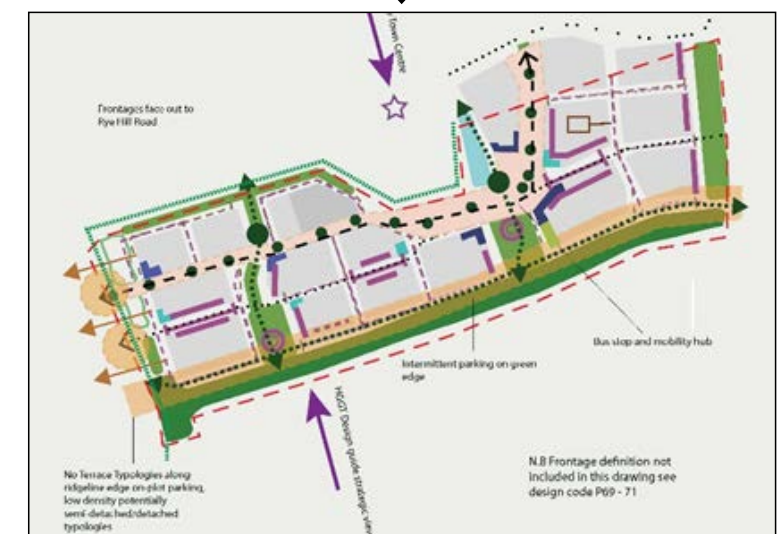 Town Centre
Frontages face out to
Rye Hill Road
Bus stop and mobility hub
Intermittent parking on green
edge
HGGT Design guide strategic view
No Terrace Typologies along
ridgeline edge on-plot parking,
low density potentially
semi-detached/detached
typologies
N.B Frontage definition not
included in this drawing see
design code P69 - 71